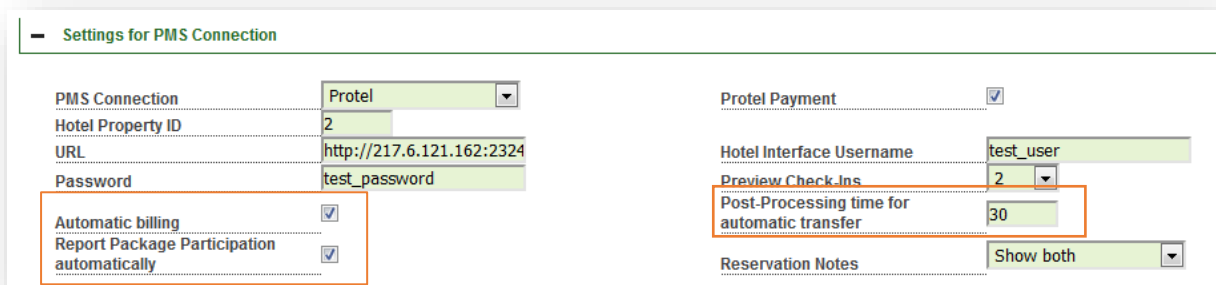 Settings for PMS Connection
PMS Connection Protel
Hotel Property ID 2
URL http://217.6.121.162:2324
Password test_password
Automatic billing
Report Package Participation
automatically
Protel Payment
Hotel Interface Username test_user
Preview Check-Ins 2
Post-Processing time for
automatic transfer 30
Reservation Notes Show both